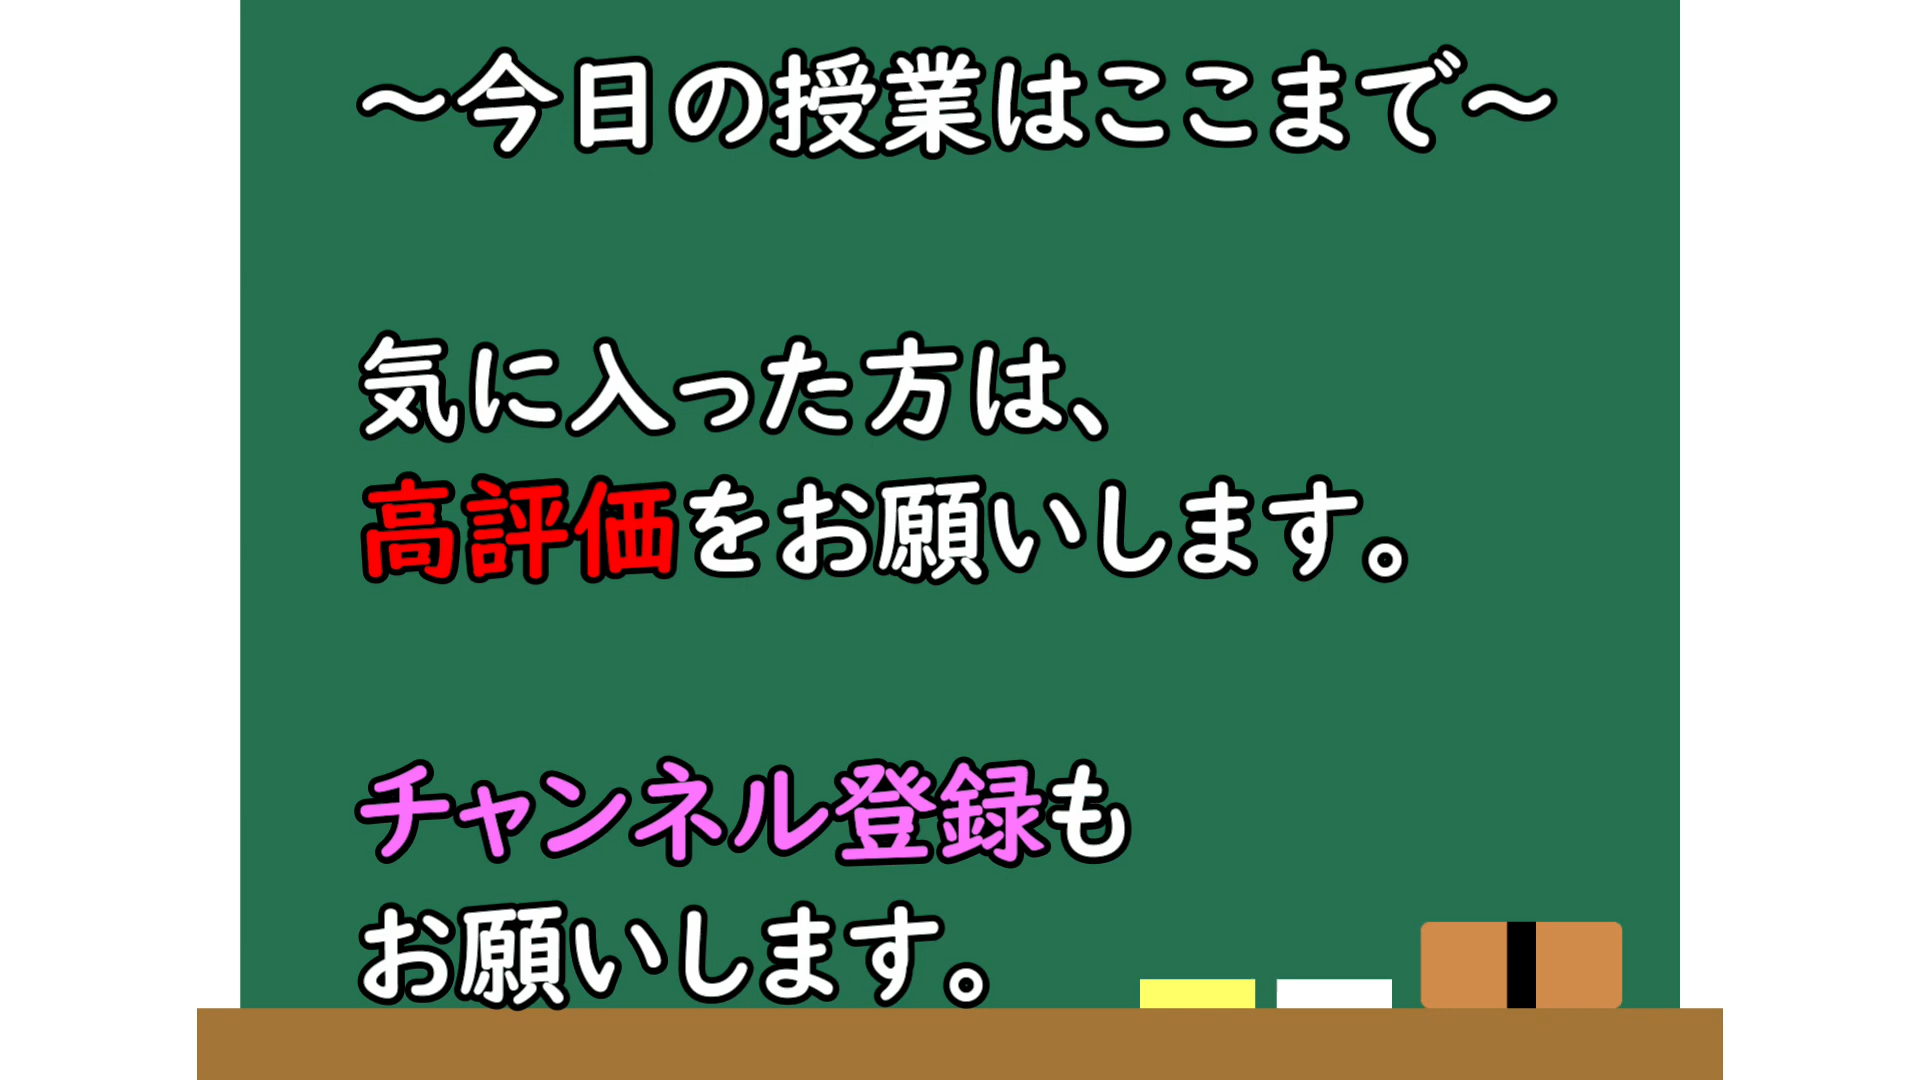 ～今日の授業はここまで～
気に入った方は、
高評価をお願いします。
チャンネル登録も
お願いします。